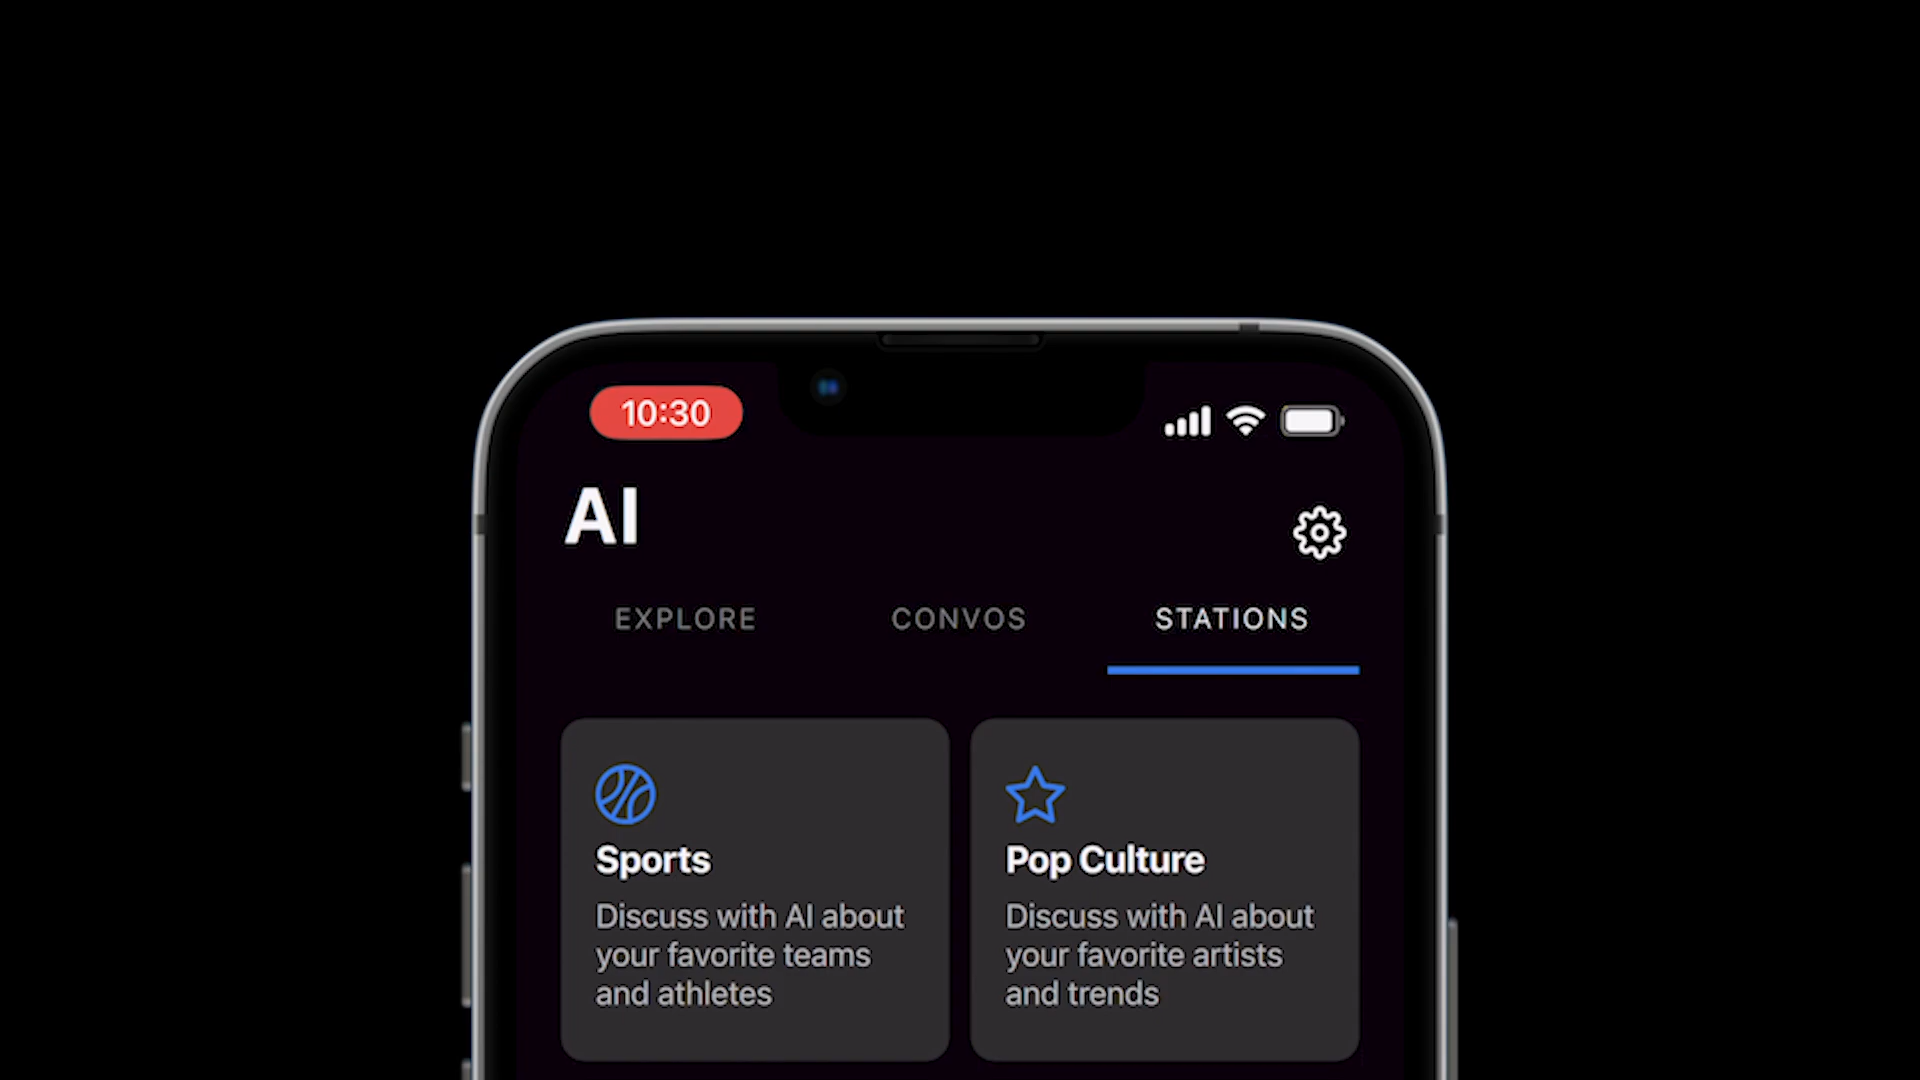 10:30
AI
EXPLORE
CONVOS
STATIONS
Sports
Discuss with AI about
your favorite teams
and athletes
Pop Culture
Discuss with AI about
your favorite artists
and trends